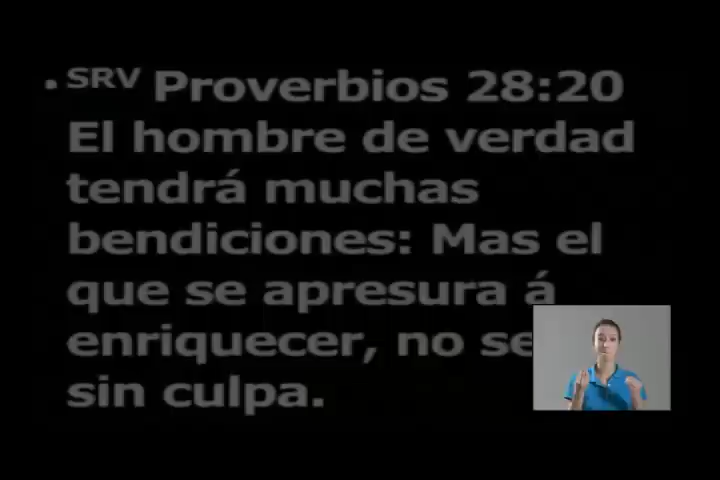 • SRV Proverbios 28:20
El hombre de verdad
tendrá muchas
bendiciones: Mas el
que se apresura á
enriquecer, no se
sin culpa.